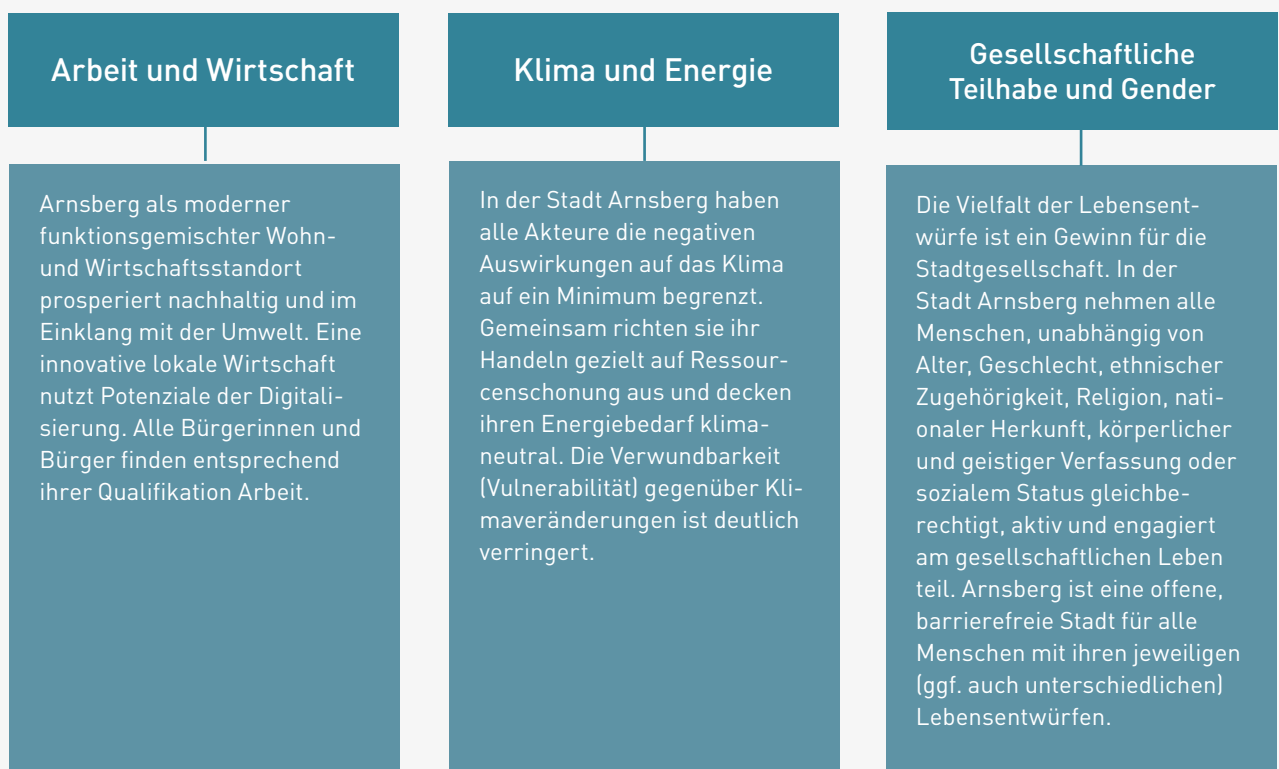 Arbeit und Wirtschaft
Arnsberg als moderner
funktionsgemischter Wohn-
und Wirtschaftsstandort
prosperiert nachhaltig und im
Einklang mit der Umwelt. Eine
innovative lokale Wirtschaft
nutzt Potenziale der Digitali-
sierung. Alle Bürgerinnen und
Bürger finden entsprechend
ihrer Qualifikation Arbeit.
Klima und Energie
In der Stadt Arnsberg haben
alle Akteure die negativen
Auswirkungen auf das Klima
auf ein Minimum begrenzt.
Gemeinsam richten sie ihr
Handeln gezielt auf Ressour-
censchonung aus und decken
ihren Energiebedarf klima-
neutral. Die Verwundbarkeit
(Vulnerabilität) gegenüber Kli-
maveränderungen ist deutlich
verringert.
Gesellschaftliche
Teilhabe und Gender
Die Vielfalt der Lebensent-
würfe ist ein Gewinn für die
Stadtgesellschaft. In der
Stadt Arnsberg nehmen alle
Menschen, unabhängig von
Alter, Geschlecht, ethnischer
Zugehörigkeit, Religion, nati-
onaler Herkunft, körperlicher
und geistiger Verfassung oder
sozialem Status gleichbe-
rechtigt, aktiv und engagiert
am gesellschaftlichen Leben
teil. Arnsberg ist eine offene,
barrierefreie Stadt für alle
Menschen mit ihren jeweiligen
(ggf. auch unterschiedlichen)
Lebensentwürfen.